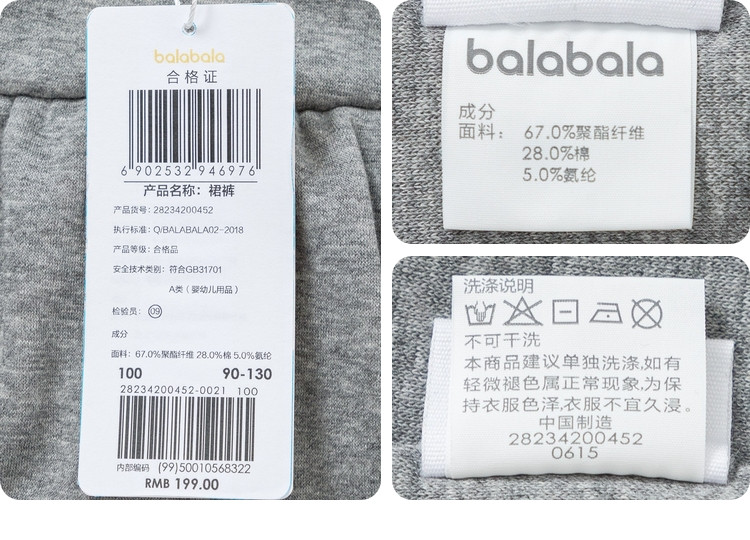 balabala
合格证
6 902532 946976
产品名称：裙裤
产品货号：28234200452
执行标准：Q/BALABALA02-2018
产品等级：合格品
安全技术类别：符合GB31701
A类（婴幼儿用品）
检验员：09
成分
面料：67.0%聚酯纤维 28.0%棉 5.0%氨纶
100 90-130
28234200452-0021 100
内部编码 (99)50010568322
RMB 199.00
balabala
成分
面料：67.0%聚酯纤维
28.0%棉
5.0%氨纶
洗涤说明
不可干洗
本商品建议单独洗涤,如有
轻微褪色属正常现象,为保
持衣服色泽,衣服不宜久浸。
中国制造
28234200452
0615